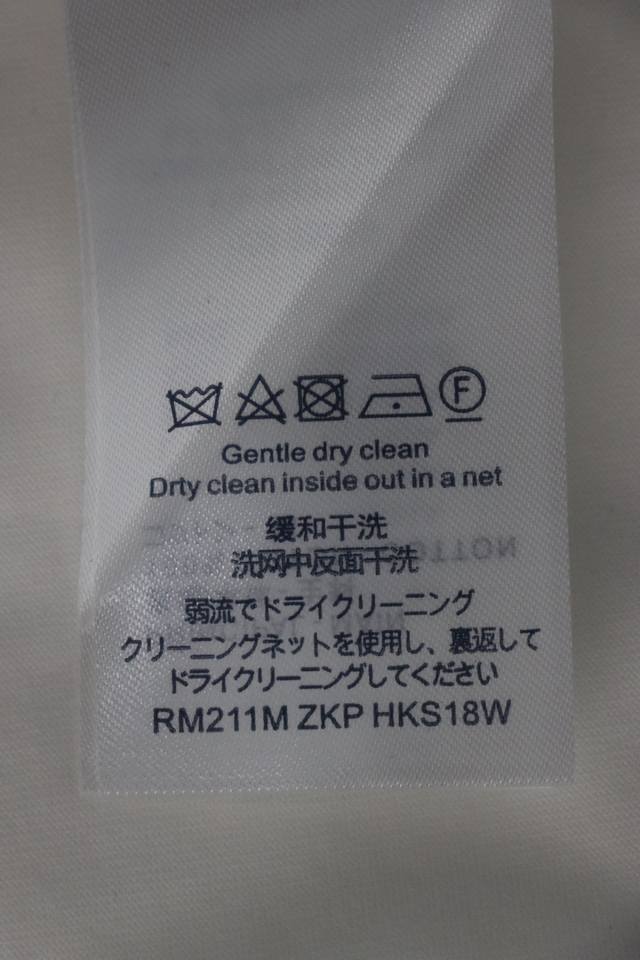 F
Gentle dry clean
Drty clean inside out in a net
缓和干洗
洗网中反面干洗
弱流でドライクリーニング
クリーニングネットを使用し、裏返して
ドライクリーニングしてください
RM211M ZKP HKS18W